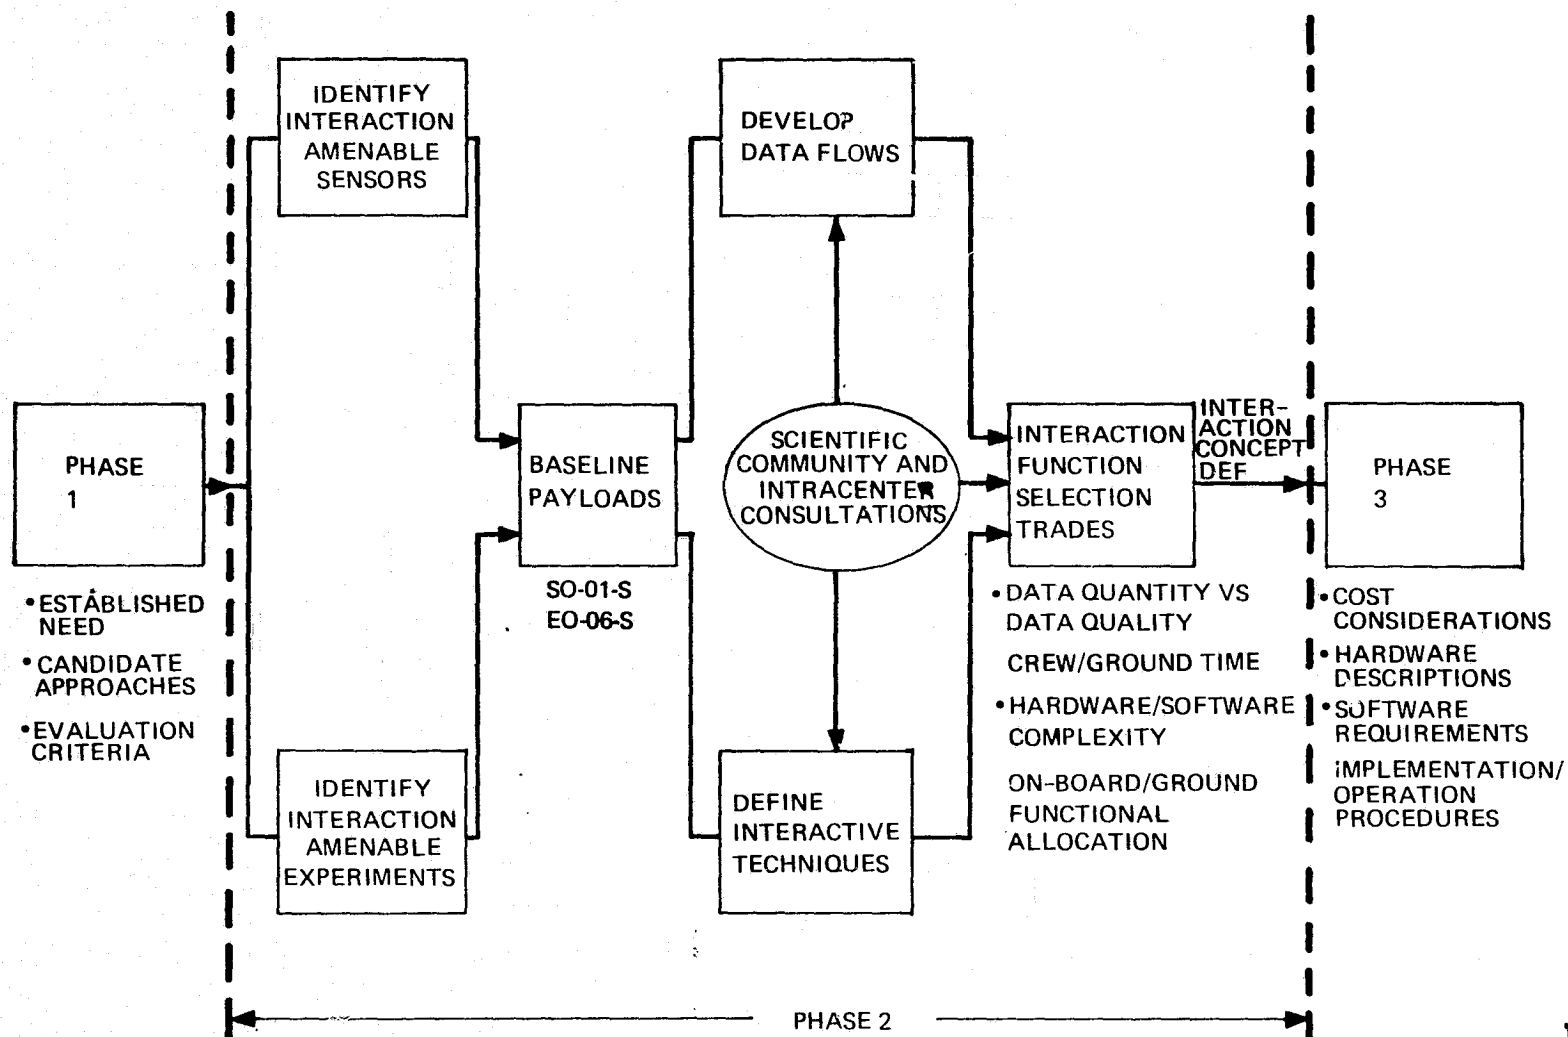 IDENTIFY
INTERACTION
AMENABLE
SENSORS
DEVELOP
DATA FLOWS
PHASE
1
• ESTABLISHED
NEED
• CANDIDATE
APPROACHES
• EVALUATION
CRITERIA
BASELINE
PAYLOADS
SO-01-S
EO-06-S
SCIENTIFIC
COMMUNITY AND
INTRACENTER
CONSULTATIONS
INTERACTION
FUNCTION
SELECTION
TRADES
INTER-
ACTION
CONCEPT
DEF
• DATA QUANTITY VS
DATA QUALITY
CREW/GROUND TIME
• HARDWARE/SOFTWARE
COMPLEXITY
ON-BOARD/GROUND
FUNCTIONAL
ALLOCATION
PHASE
3
• COST
CONSIDERATIONS
• HARDWARE
DESCRIPTIONS
• SOFTWARE
REQUIREMENTS
IMPLEMENTATION/
OPERATION
PROCEDURES
IDENTIFY
INTERACTION
AMENABLE
EXPERIMENTS
DEFINE
INTERACTIVE
TECHNIQUES
PHASE 2